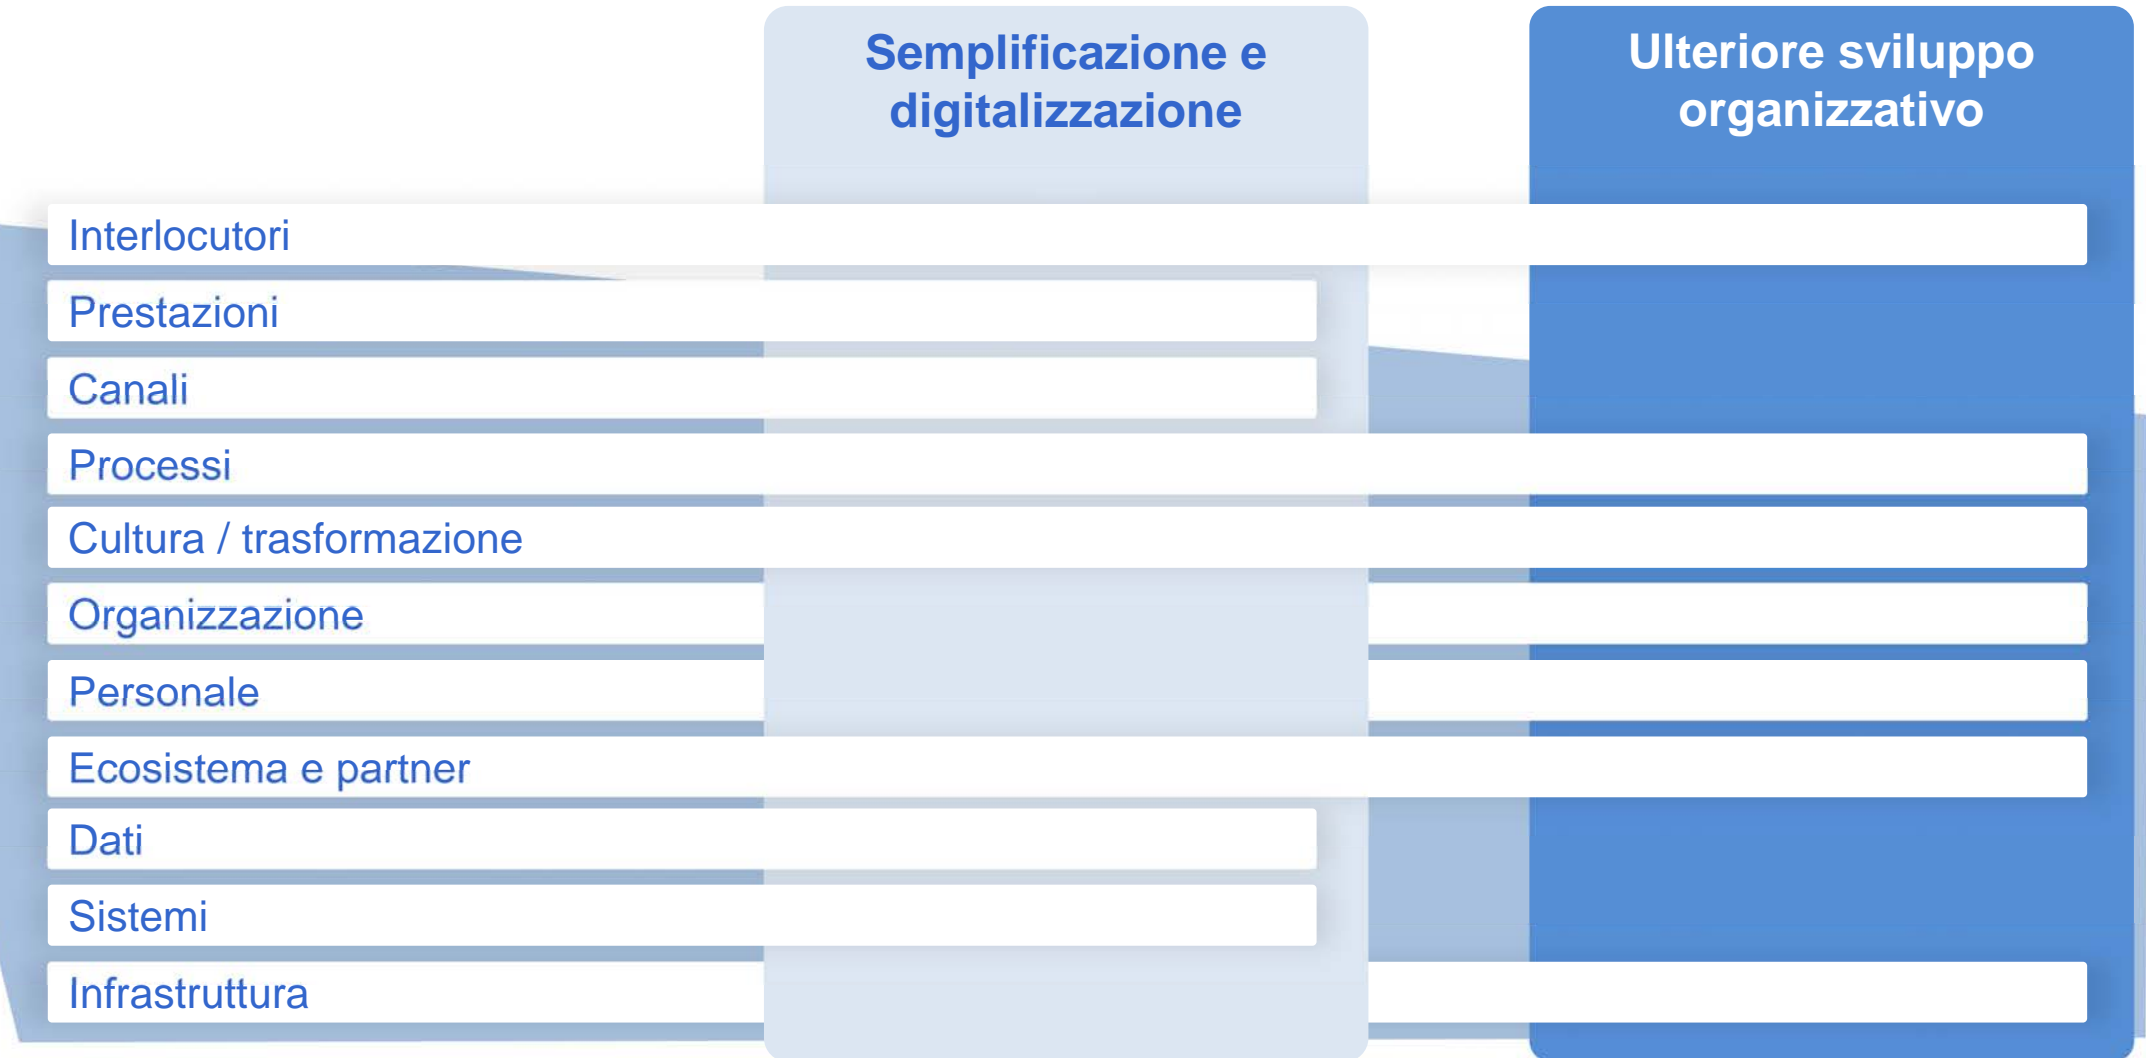 Semplificazione e
digitalizzazione
Ulteriore sviluppo
organizzativo
Interlocutori
Prestazioni
Canali
Processi
Cultura / trasformazione
Organizzazione
Personale
Ecosistema e partner
Dati
Sistemi
Infrastruttura